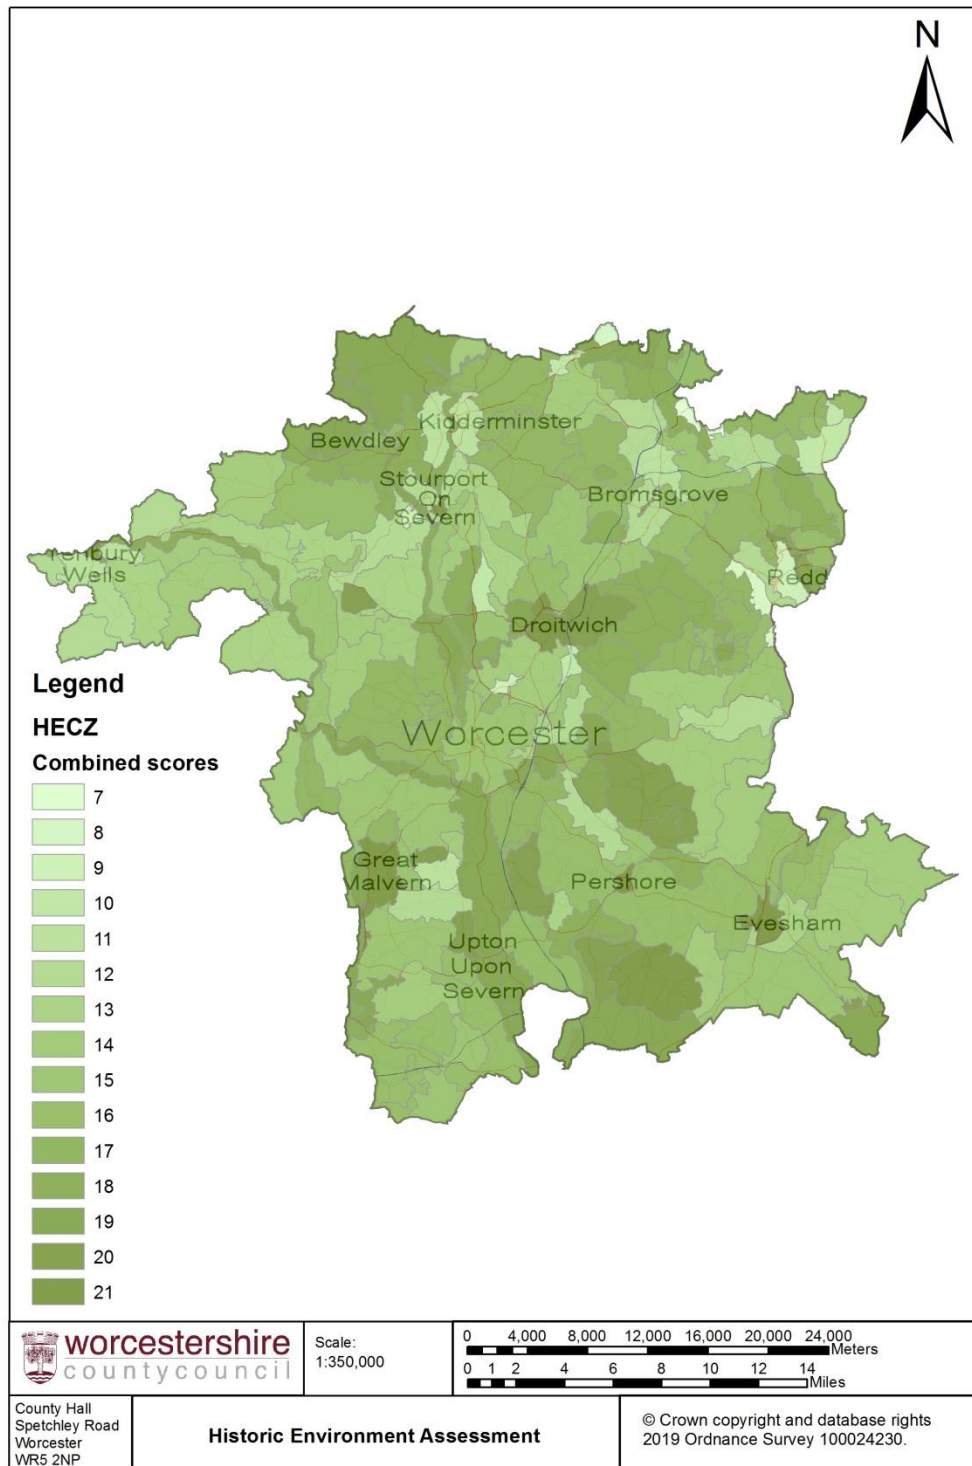 N
Kidderminster
Bewdley
Stourport
On
Severn
Bromsgrove
Tenbury
Wells
Redd
Droitwich
Legend
HECZ
Combined scores
Worcester
7
8
9
10
11
12
13
14
15
16
17
18
19
20
21
Great
Malvern
Pershore
Evesham
Upton
Upon
Severn
worcestershire
countycouncil
Scale:
1:350,000
0 4,000 8,000 12,000 16,000 20,000 24,000
Meters
0 1 2 4 6 8 10 12 14
Miles
County Hall
Spetchley Road
Worcester
WR5 2NP
Historic Environment Assessment
© Crown copyright and database rights
2019 Ordnance Survey 100024230.